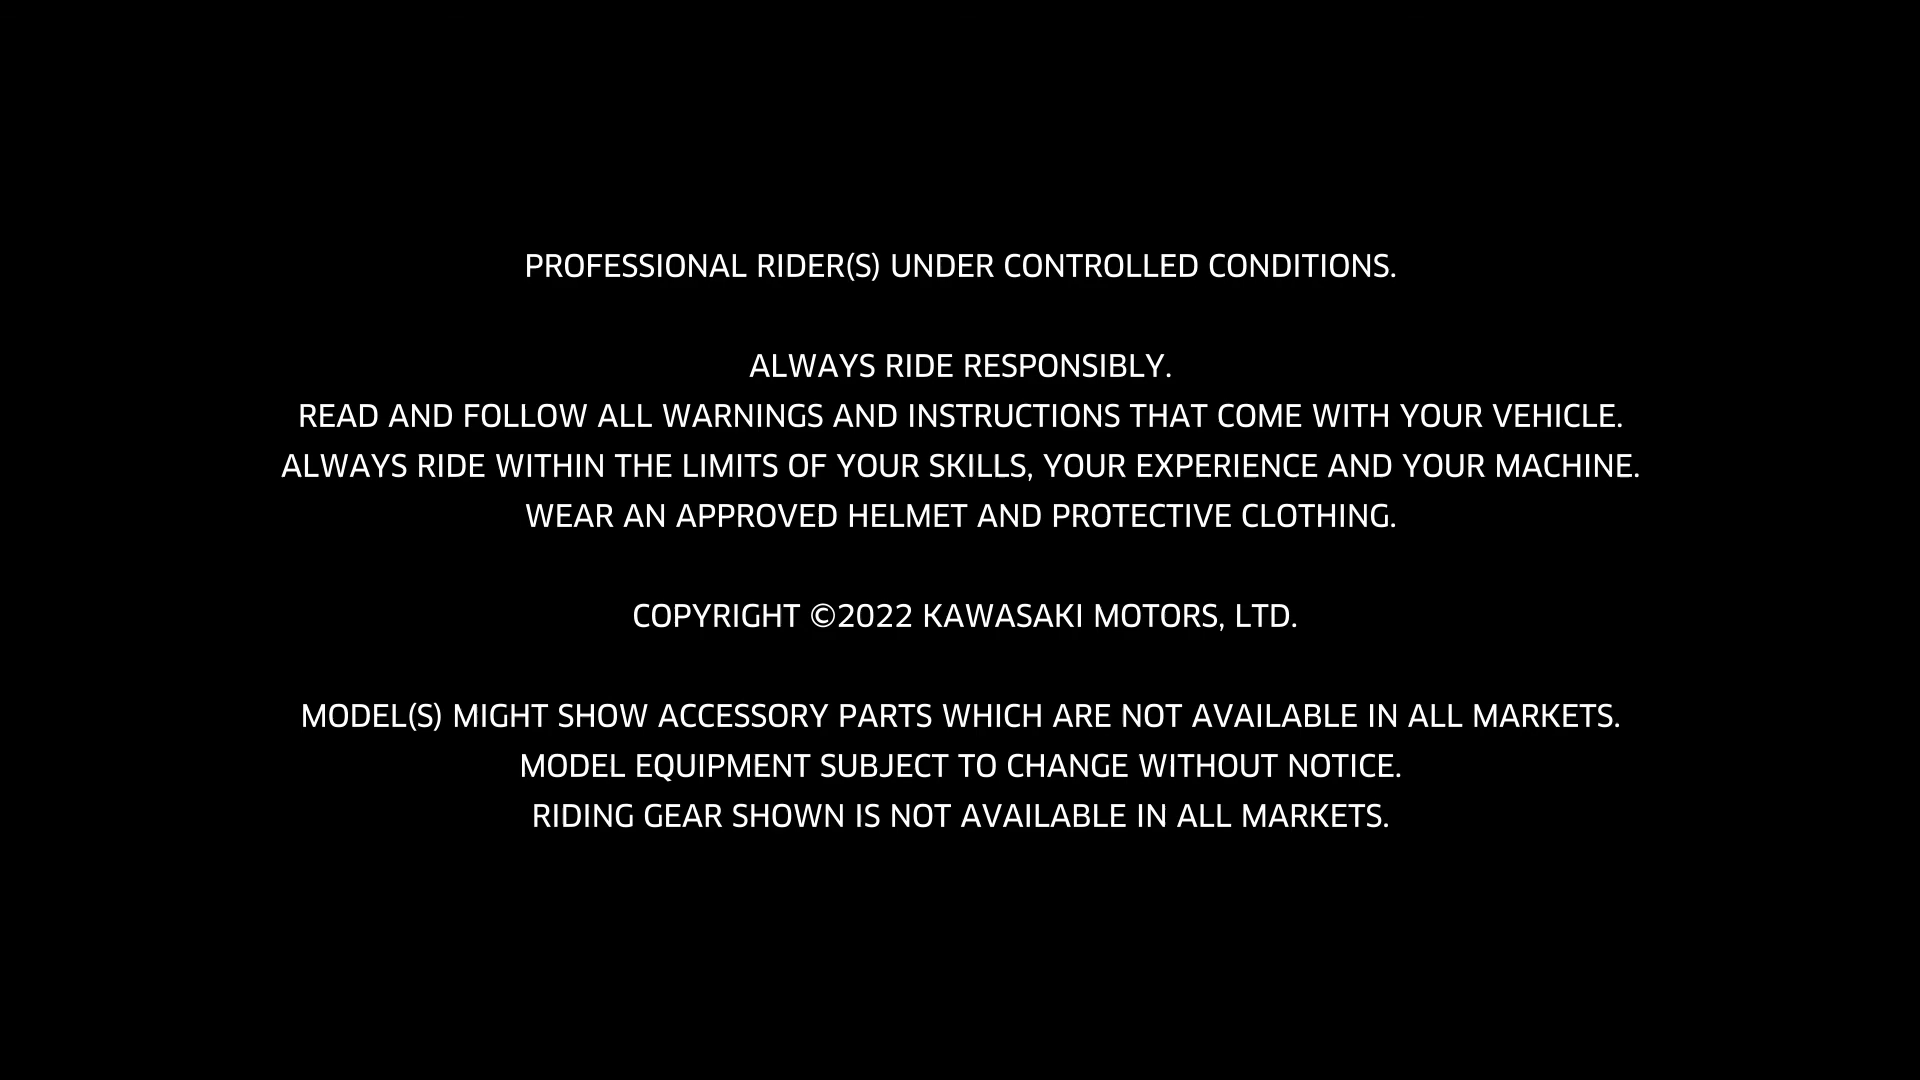 PROFESSIONAL RIDER(S) UNDER CONTROLLED CONDITIONS.
ALWAYS RIDE RESPONSIBLY.
READ AND FOLLOW ALL WARNINGS AND INSTRUCTIONS THAT COME WITH YOUR VEHICLE.
ALWAYS RIDE WITHIN THE LIMITS OF YOUR SKILLS, YOUR EXPERIENCE AND YOUR MACHINE.
WEAR AN APPROVED HELMET AND PROTECTIVE CLOTHING.
COPYRIGHT ©2022 KAWASAKI MOTORS, LTD.
MODEL(S) MIGHT SHOW ACCESSORY PARTS WHICH ARE NOT AVAILABLE IN ALL MARKETS.
MODEL EQUIPMENT SUBJECT TO CHANGE WITHOUT NOTICE.
RIDING GEAR SHOWN IS NOT AVAILABLE IN ALL MARKETS.